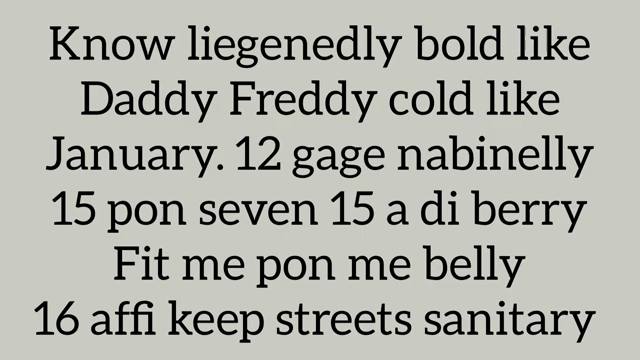 Know liegenedly bold like
Daddy Freddy cold like
January. 12 gage nabinelly
15 pon seven 15 a di berry
Fit me pon me belly
16 affi keep streets sanitary